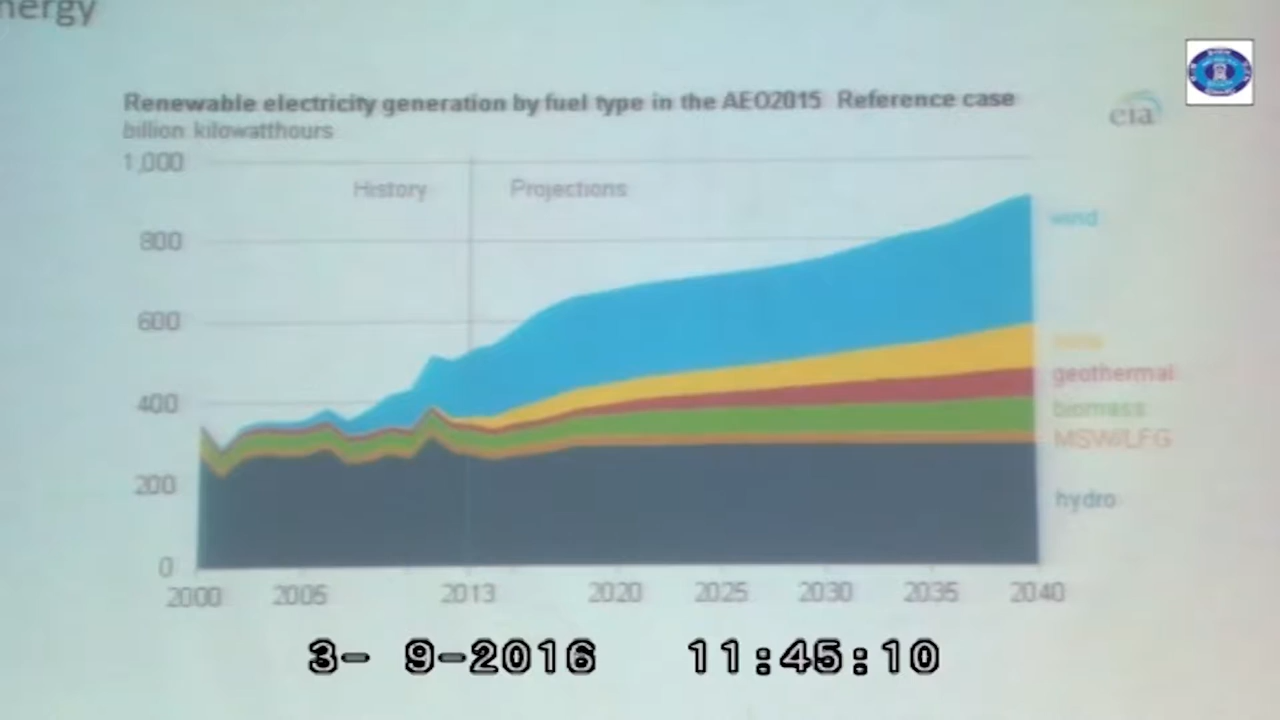 nergy
Renewable electricity generation by fuel type in the AEO2015 Reference case
billion kilowatthours
eia
1,000
History
Projections
800
wind
600
geothermal
400
biomass
MSW/LFG
200
hydro
0
2000 2005 2013 2020 2025 2030 2035 2040
3- 9-2016 11:45:10